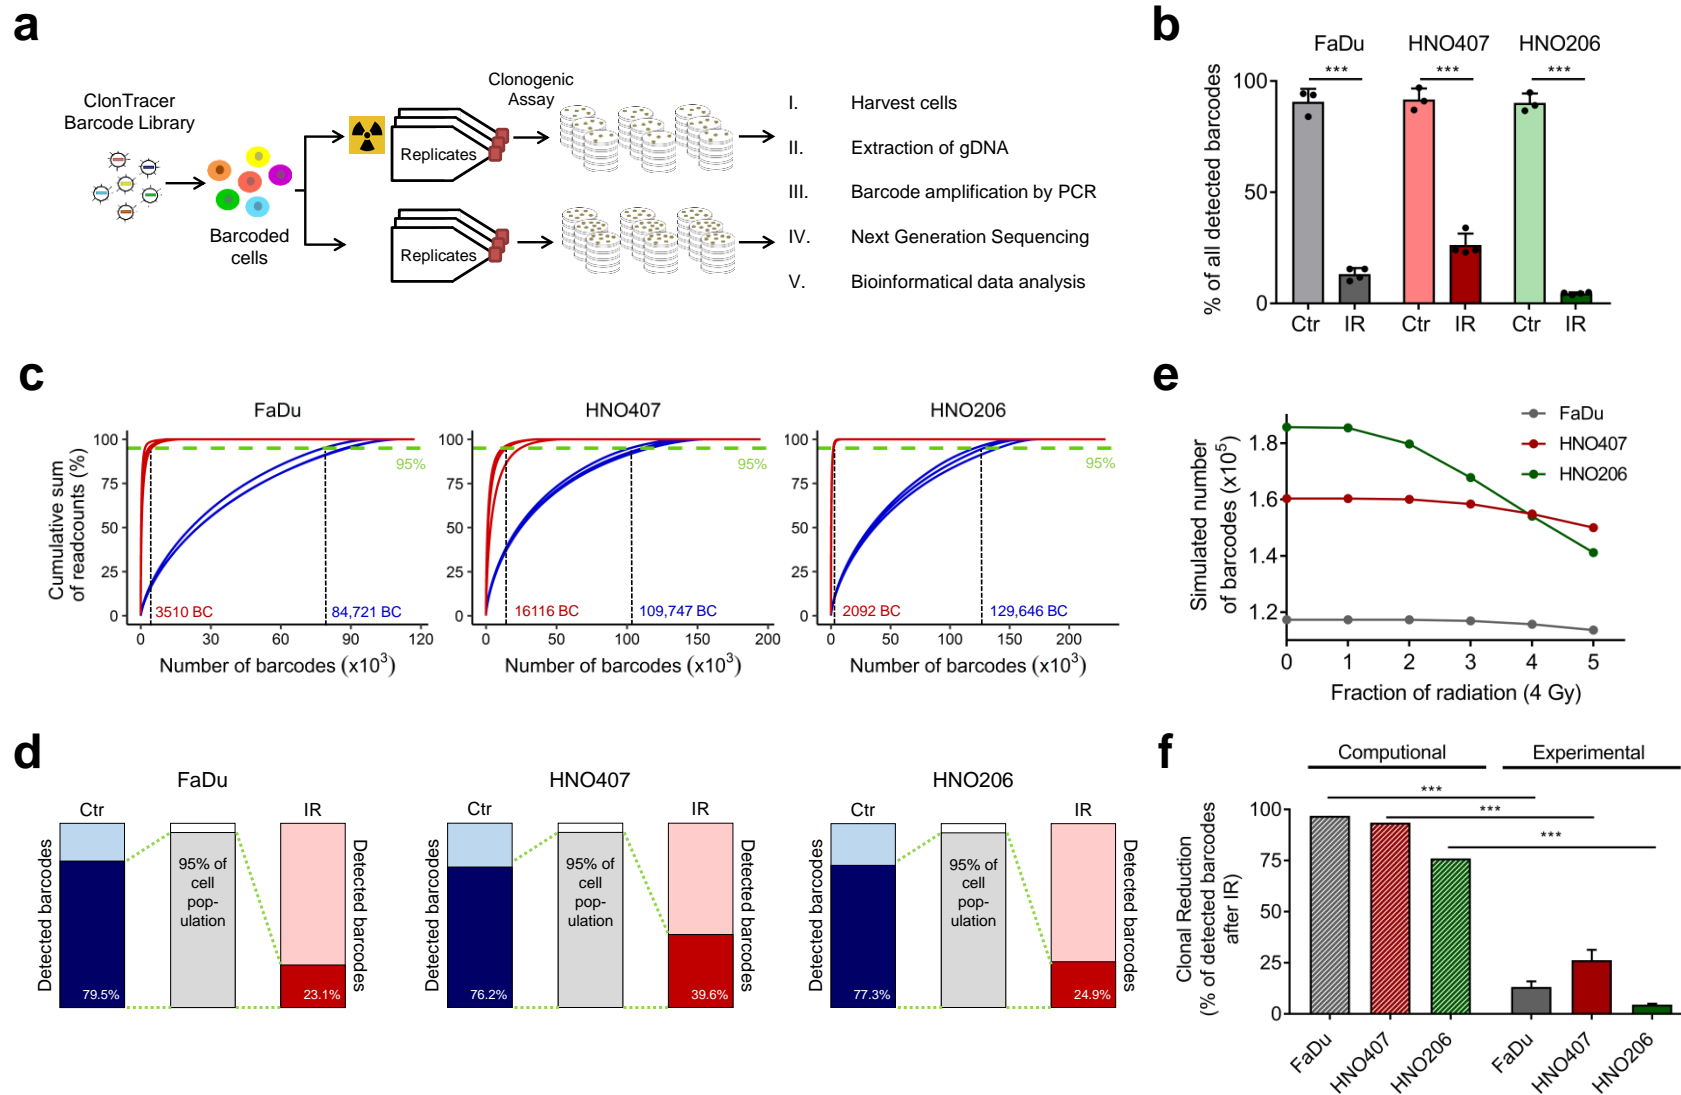 a
ClonTracer
Barcode Library
Barcoded
cells
Replicates
Replicates
Clonogenic
Assay
I. Harvest cells
II. Extraction of gDNA
III. Barcode amplification by PCR
IV. Next Generation Sequencing
V. Bioinformatical data analysis
b
FaDu HNO407 HNO206
*** *** ***
% of all detected barcodes
100
50
0
Ctr IR Ctr IR Ctr IR
c
Cumulative sum
of readcounts (%)
FaDu
100
75
50
25
0
95%
3510 BC 84,721 BC
0 30 60 90 120
Number of barcodes (x10³)
HNO407
100
75
50
25
0
95%
16116 BC 109,747 BC
0 50 100 150 200
Number of barcodes (x10³)
HNO206
100
75
50
25
0
95%
2092 BC 129,646 BC
0 50 100 150 200
Number of barcodes (x10³)
e
Simulated number
of barcodes (x10⁵)
1.8
1.6
1.4
1.2
FaDu
HNO407
HNO206
0 1 2 3 4 5
Fraction of radiation (4 Gy)
d
FaDu
Ctr IR
Detected barcodes
79.5%
95% of
cell
pop-
ulation
23.1%
Detected barcodes
HNO407
Ctr IR
Detected barcodes
76.2%
95% of
cell
pop-
ulation
39.6%
Detected barcodes
HNO206
Ctr IR
Detected barcodes
77.3%
95% of
cell
pop-
ulation
24.9%
Detected barcodes
f
Computional Experimental
***
***
***
Clonal Reduction
(% of detected barcodes
after IR)
100
75
50
25
0
FaDu HNO407 HNO206 FaDu HNO407 HNO206